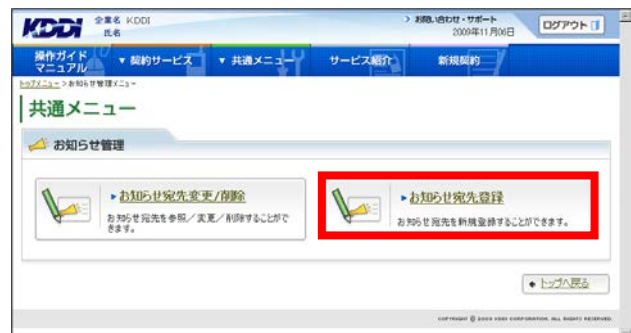 KDDI
企業名 KDDI
氏名
お問い合わせ・サポート
2009年11月06日
ログアウト
操作ガイド
マニュアル
契約サービス
共通メニュー
サービス紹介
新規契約
トップメニュー > お知らせ管理メニュー
共通メニュー
お知らせ管理
お知らせ宛先変更/削除
お知らせ宛先を参照／変更／削除することがで
きます。
お知らせ宛先登録
お知らせ宛先を新規登録することができます。
トップへ戻る
COPYRIGHT © 2009 KDDI CORPORATION, ALL RIGHTS RESERVED.